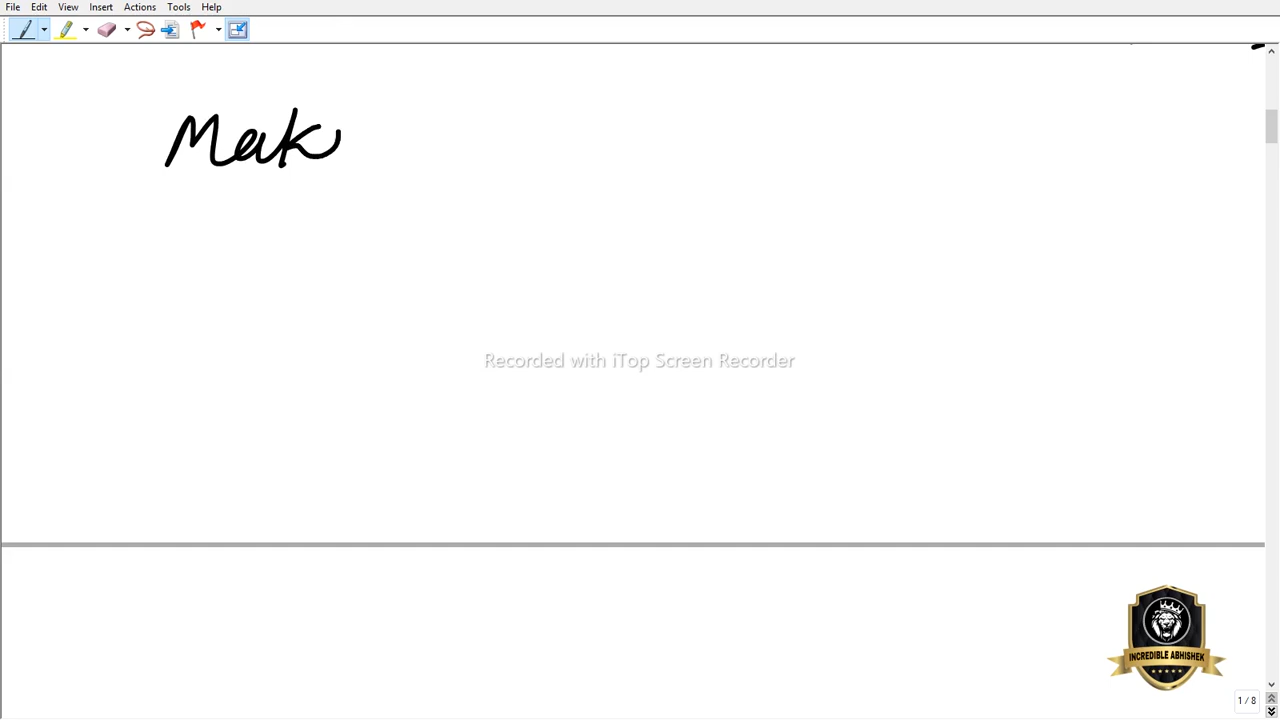 File Edit View Insert Actions Tools Help
Mak
Recorded with iTop Screen Recorder
INCREDIBLE ABHISHEK
1 / 8